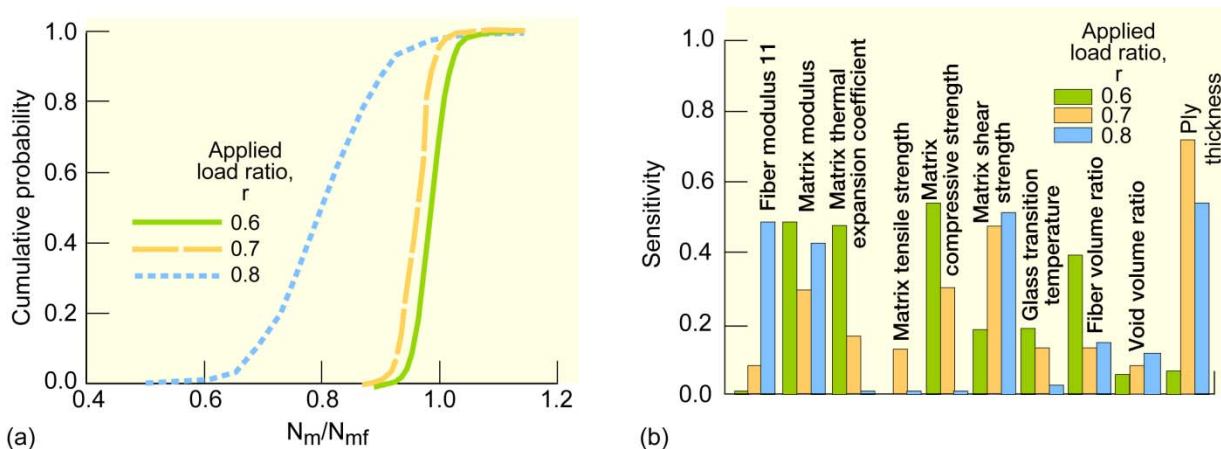 1.0
0.8
0.6
0.4
0.2
0.0
Cumulative probability
Applied
load ratio,
r
0.6
0.7
0.8
0.4
0.6
0.8
1.0
1.2
Nm/Nmf
(a)
1.0
0.8
0.6
0.4
0.2
0.0
Sensitivity
Fiber modulus 11
Matrix modulus
Matrix thermal
expansion coefficient
Matrix tensile strength
Matrix
compressive strength
Matrix shear
strength
Glass transition
temperature
Fiber volume ratio
Void volume ratio
Ply
thickness
Applied
load ratio,
r
0.6
0.7
0.8
(b)